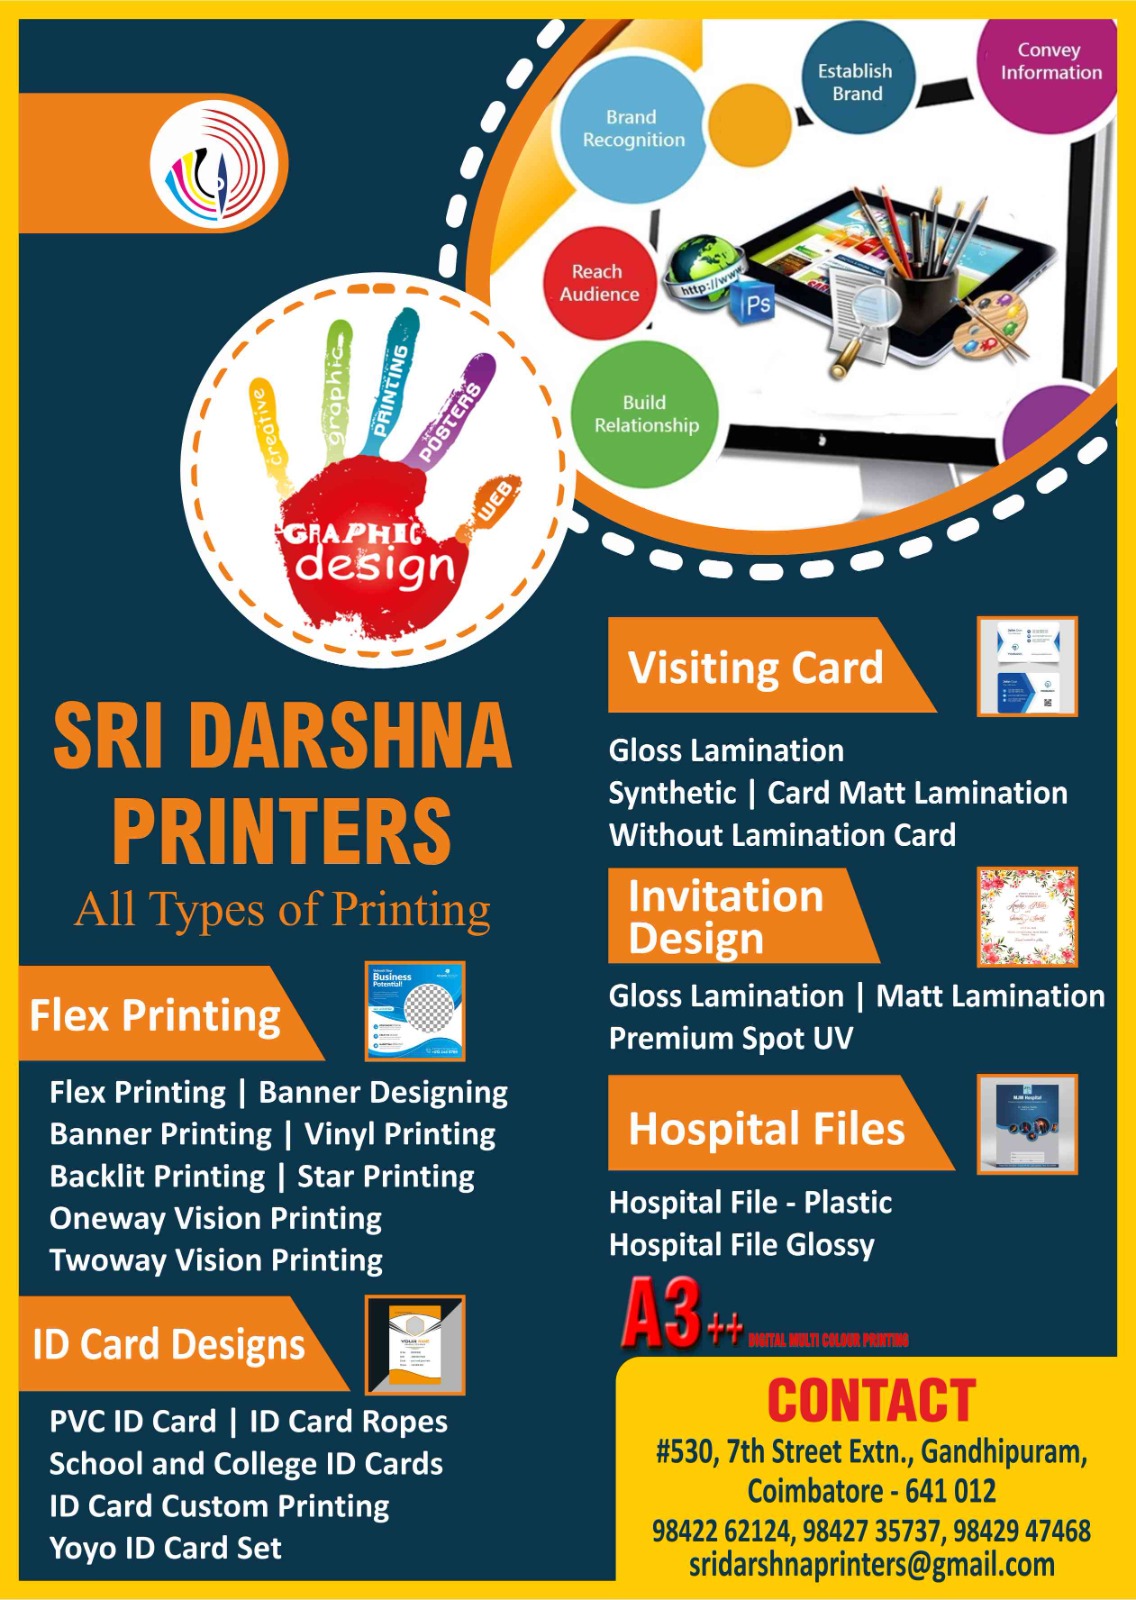 Brand
Recognition
Establish
Brand
Convey
Information
Reach
Audience
http://www.
Ps
Build
Relationship
creative
graphic
PRINTING
POSTERS
WEB
GRAPHIC
design
SRI DARSHNA
PRINTERS
All Types of Printing
Flex Printing
Business
Potential!
Flex Printing | Banner Designing
Banner Printing | Vinyl Printing
Backlit Printing | Star Printing
Oneway Vision Printing
Twoway Vision Printing
ID Card Designs
PVC ID Card | ID Card Ropes
School and College ID Cards
ID Card Custom Printing
Yoyo ID Card Set
Visiting Card
Gloss Lamination
Synthetic | Card Matt Lamination
Without Lamination Card
Invitation
Design
Gloss Lamination | Matt Lamination
Premium Spot UV
Hospital Files
MJM Hospital
Hospital File - Plastic
Hospital File Glossy
A3++ DIGITAL MULTI COLOUR PRINTING
CONTACT
#530, 7th Street Extn., Gandhipuram,
Coimbatore - 641 012
98422 62124, 98427 35737, 98429 47468
sridarshnaprinters@gmail.com